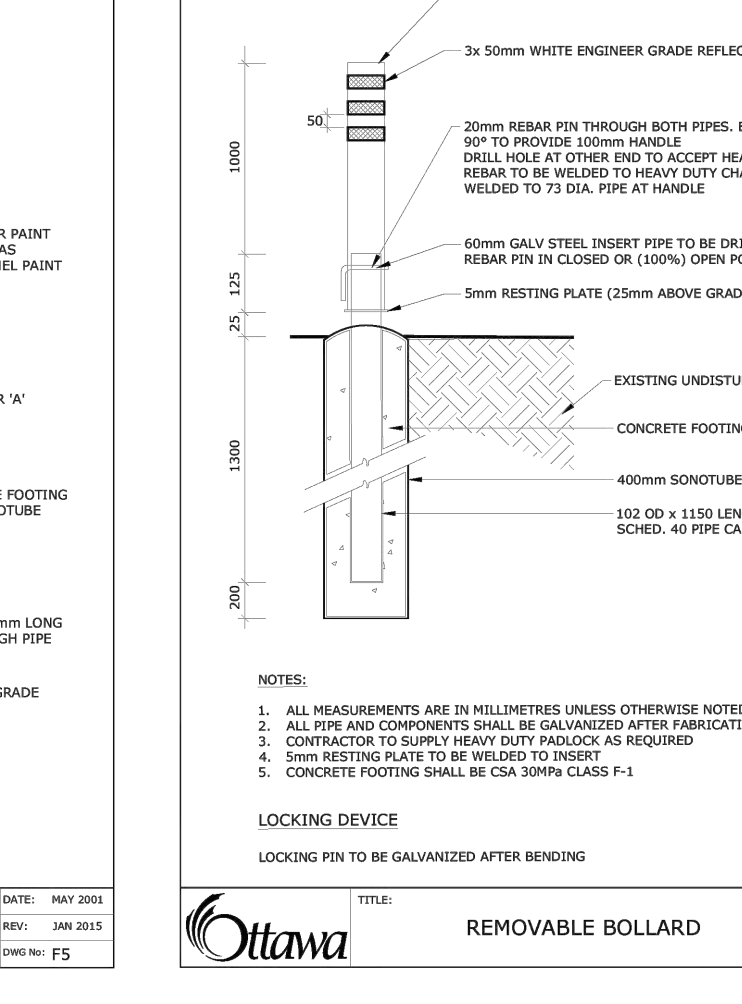 R PAINT
AS
EL PAINT
R 'A'
E FOOTING
OTUBE
mm LONG
GH PIPE
GRADE
DATE: MAY 2001
REV: JAN 2015
DWG No: F5
3x 50mm WHITE ENGINEER GRADE REFLEC
50
1000
20mm REBAR PIN THROUGH BOTH PIPES. B
90° TO PROVIDE 100mm HANDLE
DRILL HOLE AT OTHER END TO ACCEPT HEA
REBAR TO BE WELDED TO HEAVY DUTY CHA
WELDED TO 73 DIA. PIPE AT HANDLE
60mm GALV STEEL INSERT PIPE TO BE DRI
REBAR PIN IN CLOSED OR (100%) OPEN PO
125
5mm RESTING PLATE (25mm ABOVE GRAD
25
EXISTING UNDISTU
CONCRETE FOOTING
1300
400mm SONOTUBE
102 OD x 1150 LEN
SCHED. 40 PIPE CA
200
NOTES:
1. ALL MEASUREMENTS ARE IN MILLIMETRES UNLESS OTHERWISE NOTED
2. ALL PIPE AND COMPONENTS SHALL BE GALVANIZED AFTER FABRICATI
3. CONTRACTOR TO SUPPLY HEAVY DUTY PADLOCK AS REQUIRED
4. 5mm RESTING PLATE TO BE WELDED TO INSERT
5. CONCRETE FOOTING SHALL BE CSA 30MPa CLASS F-1
LOCKING DEVICE
LOCKING PIN TO BE GALVANIZED AFTER BENDING
Ottawa
TITLE:
REMOVABLE BOLLARD